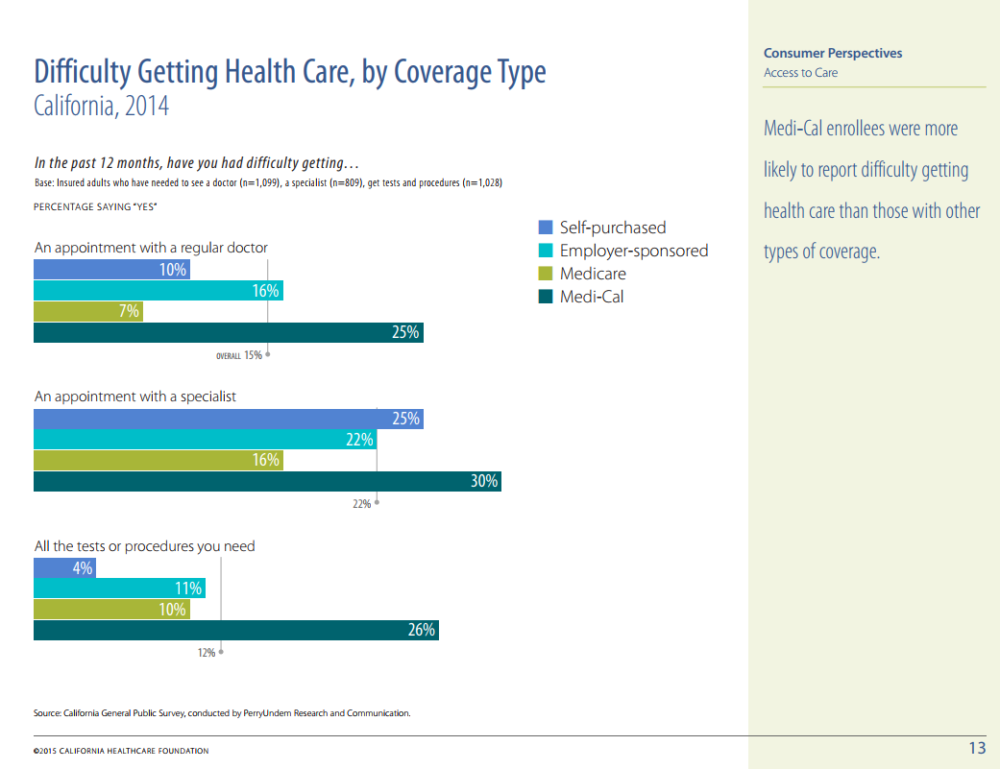 Difficulty Getting Health Care, by Coverage Type
California, 2014
In the past 12 months, have you had difficulty getting…
Base: Insured adults who have needed to see a doctor (n=1,099), a specialist (n=809), get tests and procedures (n=1,028)
PERCENTAGE SAYING “YES”
Self-purchased
Employer-sponsored
Medicare
Medi-Cal
An appointment with a regular doctor
10%
16%
7%
25%
OVERALL 15%
An appointment with a specialist
25%
22%
16%
30%
22%
All the tests or procedures you need
4%
11%
10%
26%
12%
Source: California General Public Survey, conducted by PerryUndem Research and Communication.
©2015 CALIFORNIA HEALTHCARE FOUNDATION
Consumer Perspectives
Access to Care
Medi-Cal enrollees were more
likely to report difficulty getting
health care than those with other
types of coverage.
13